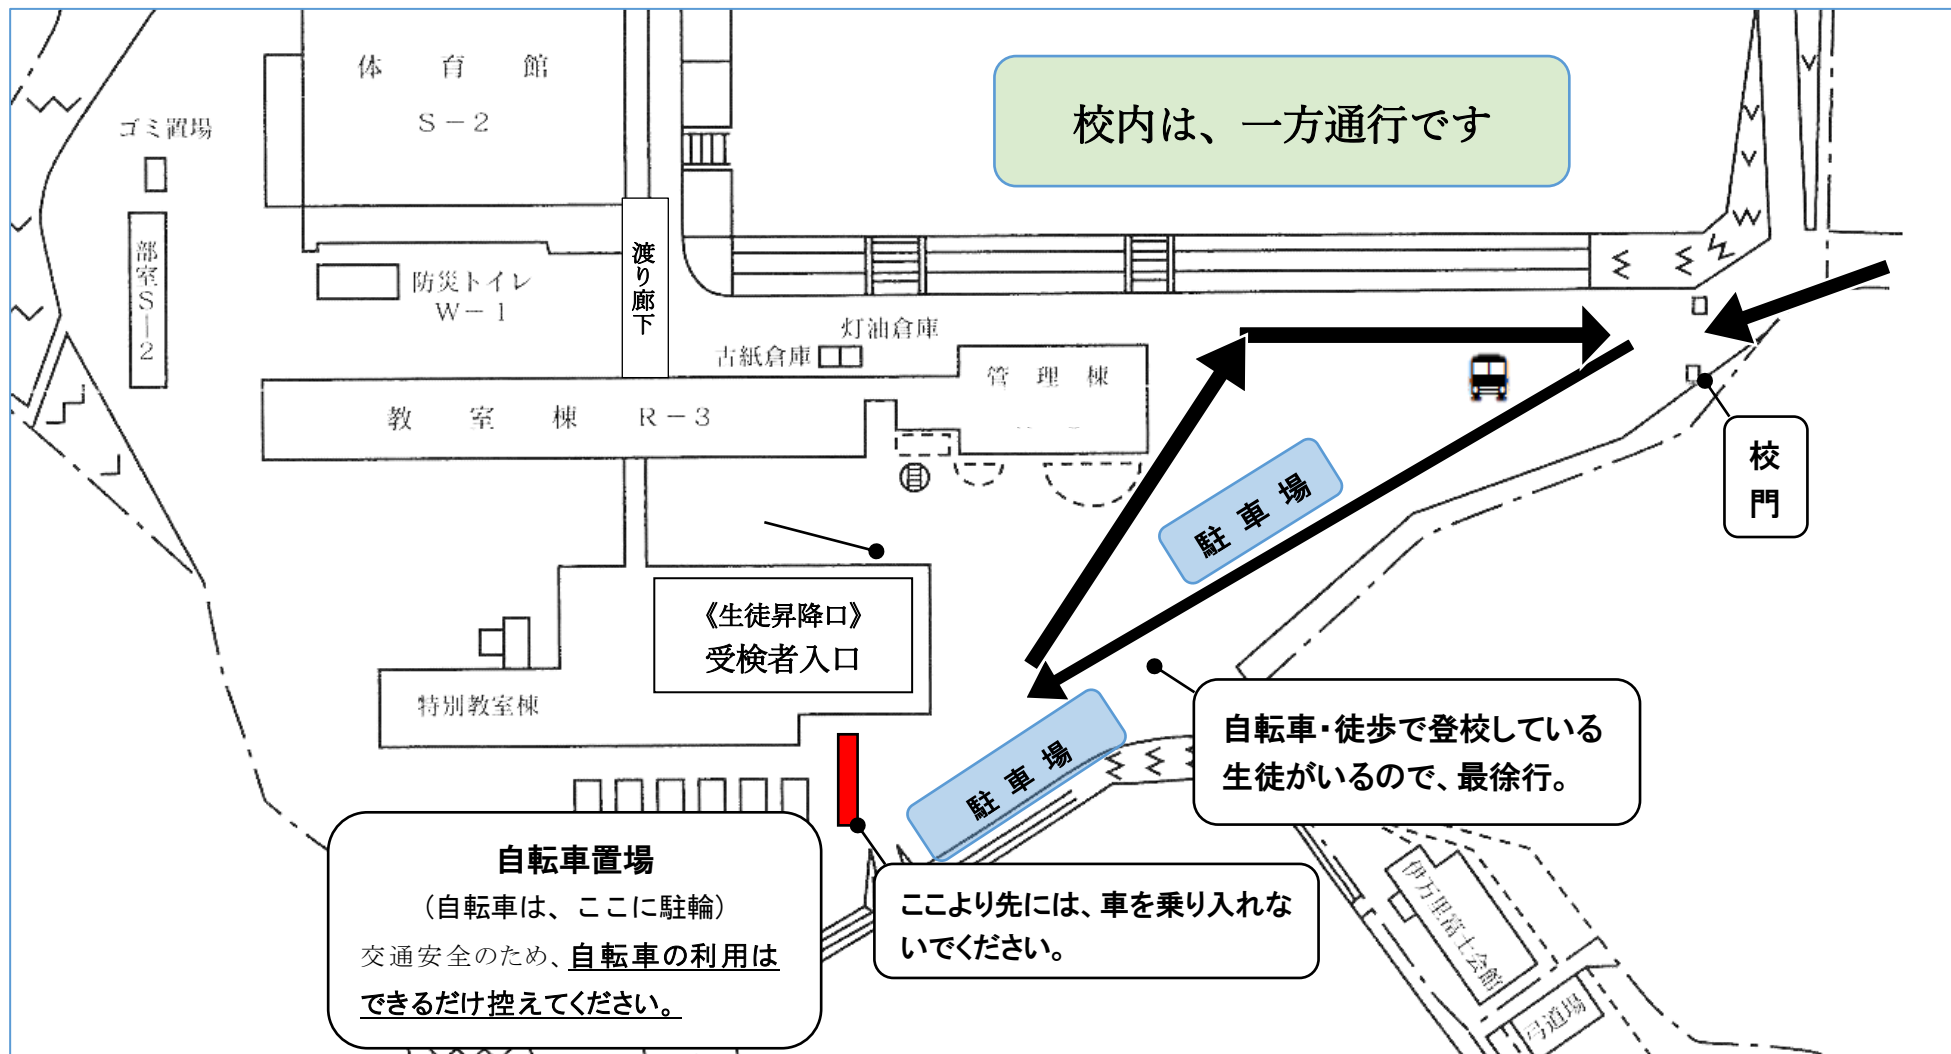 体育館
S－2
校内は、一方通行です
ゴミ置場
部室S－2
渡り廊下
防災トイレ
W－1
灯油倉庫
古紙倉庫
管理棟
教室棟 R－3
校門
駐車場
《生徒昇降口》
受検者入口
特別教室棟
駐車場
自転車・徒歩で登校している
生徒がいるので、最徐行。
自転車置場
（自転車は、ここに駐輪）
交通安全のため、自転車の利用は
できるだけ控えてください。
ここより先には、車を乗り入れな
いでください。
伊万里富士会館
弓道場